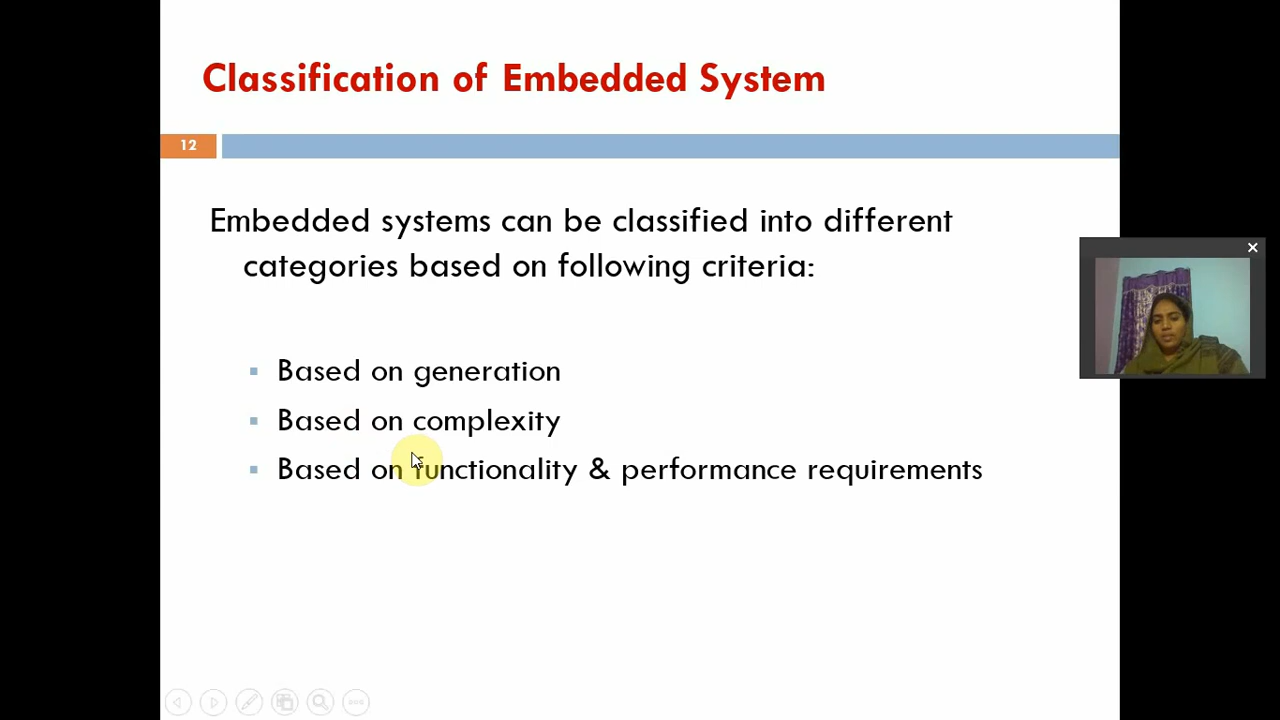 Classification of Embedded System
12
Embedded systems can be classified into different
categories based on following criteria:
Based on generation
Based on complexity
Based on functionality & performance requirements